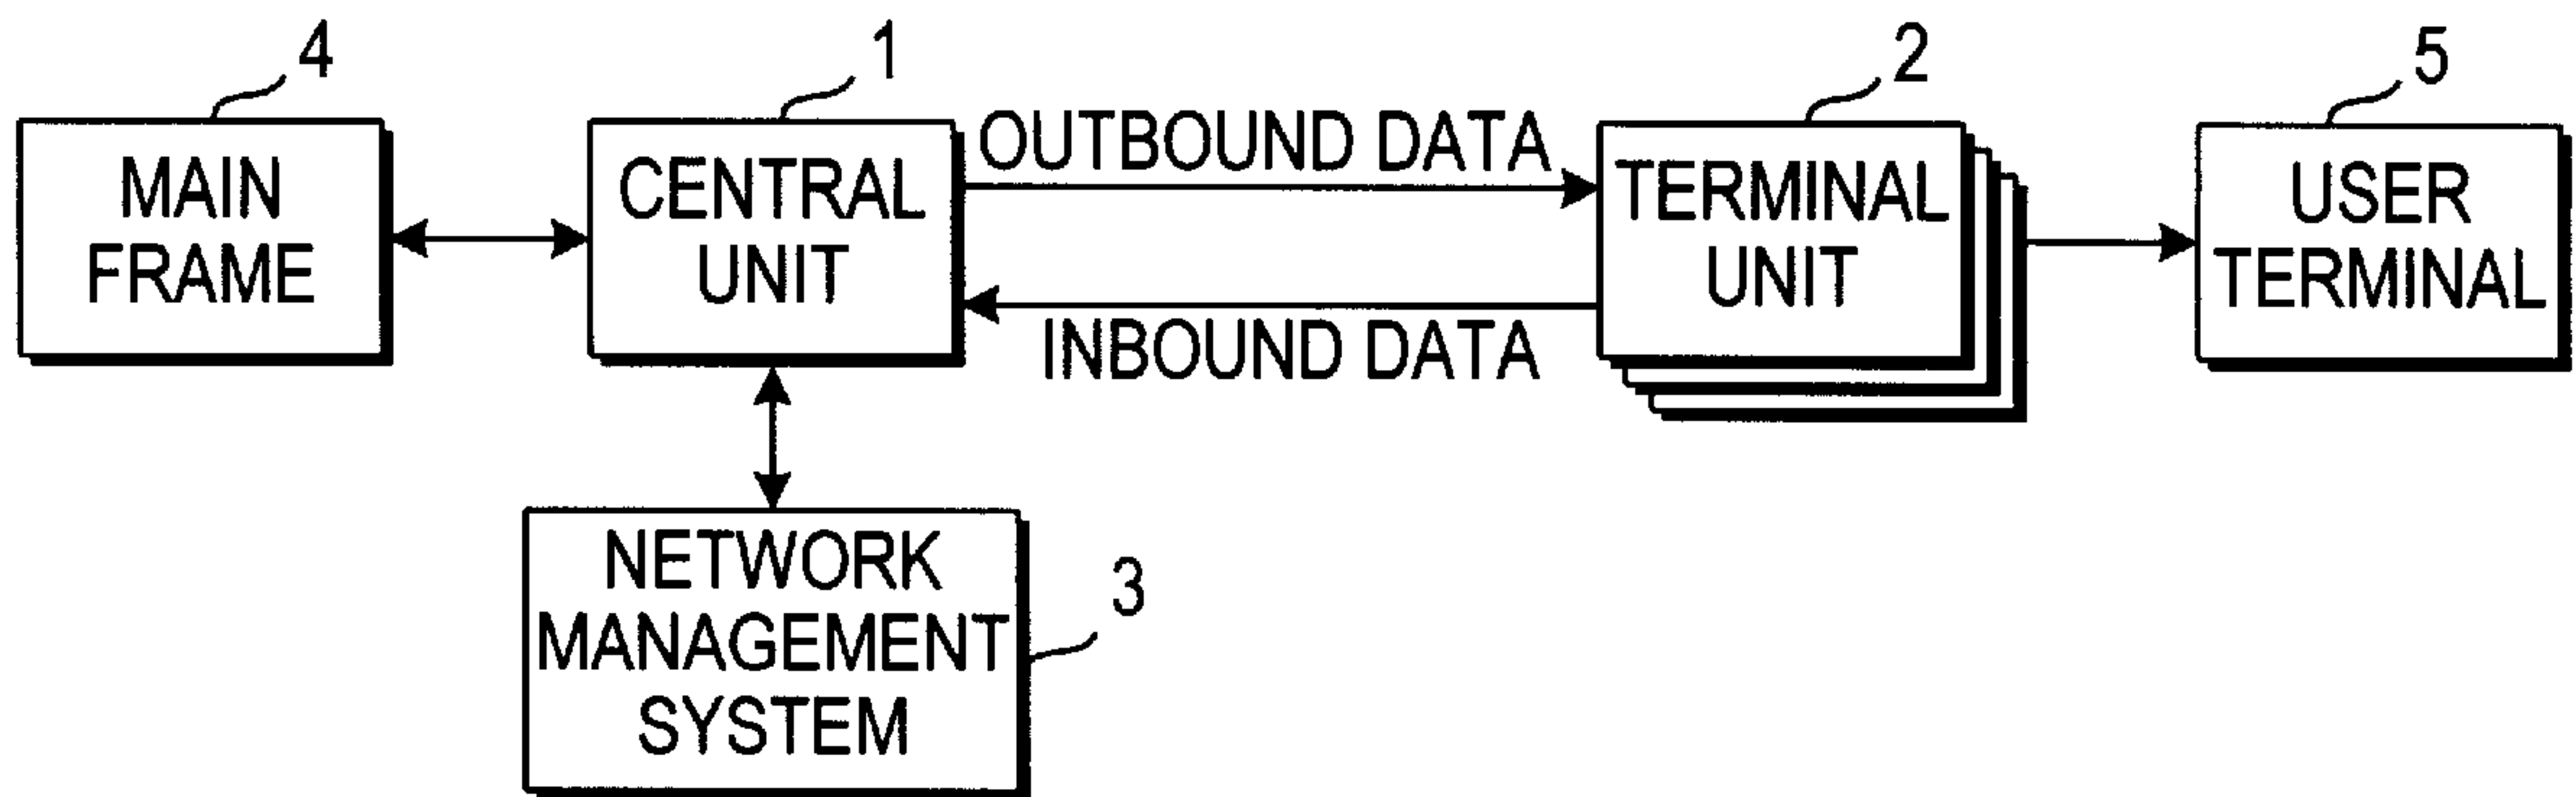 4
1
2
5
MAIN
FRAME
CENTRAL
UNIT
OUTBOUND DATA
INBOUND DATA
TERMINAL
UNIT
USER
TERMINAL
NETWORK
MANAGEMENT
SYSTEM
3